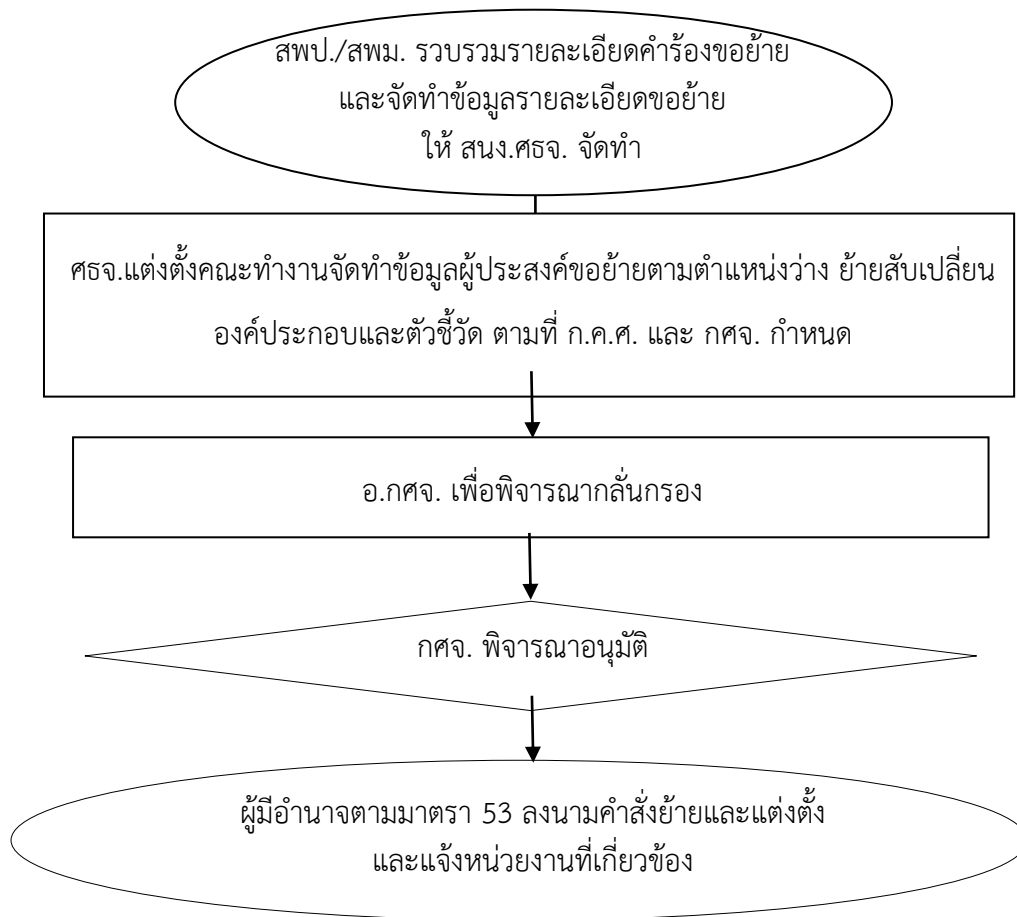 สพป./สพม. รวบรวมรายละเอียดคำร้องขอย้าย
และจัดทำข้อมูลรายละเอียดขอย้าย
ให้ สนง.ศธจ. จัดทำ
ศธจ.แต่งตั้งคณะทำงานจัดทำข้อมูลผู้ประสงค์ขอย้ายตามตำแหน่งว่าง ย้ายสับเปลี่ยน
องค์ประกอบและตัวชี้วัด ตามที่ ก.ค.ศ. และ กศจ. กำหนด
อ.กศจ. เพื่อพิจารณากลั่นกรอง
กศจ. พิจารณาอนุมัติ
ผู้มีอำนาจตามมาตรา 53 ลงนามคำสั่งย้ายและแต่งตั้ง
และแจ้งหน่วยงานที่เกี่ยวข้อง